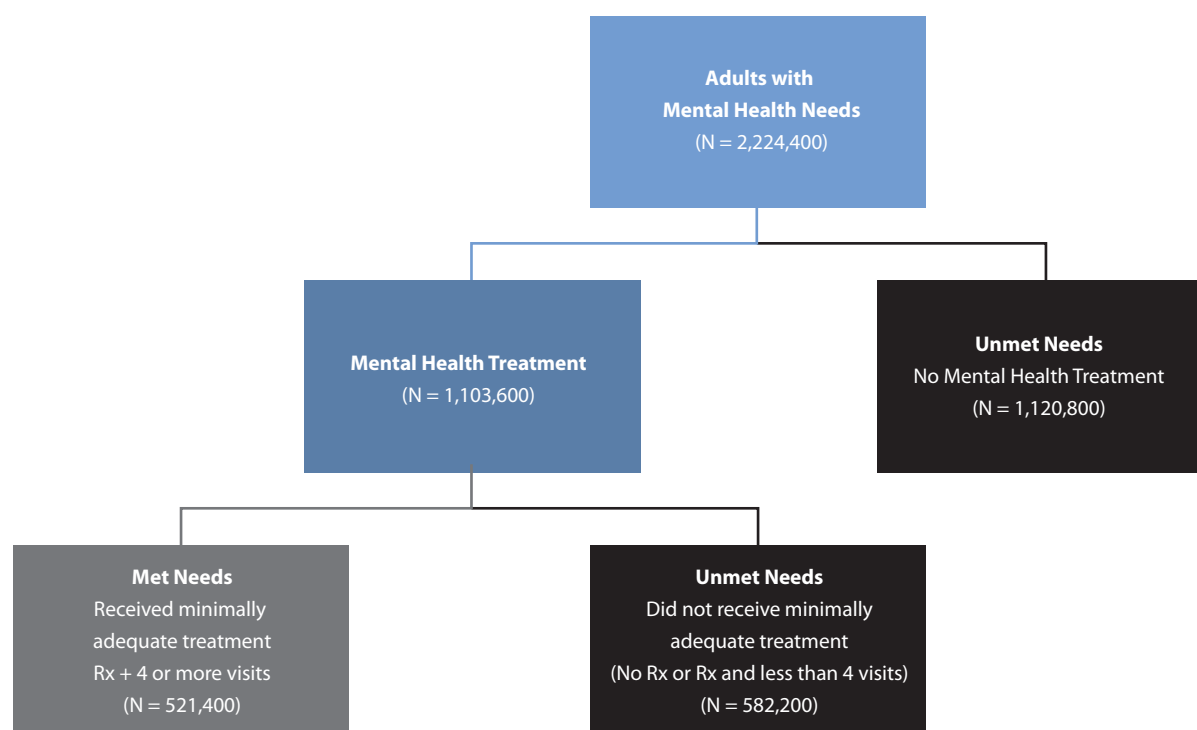 Adults with
Mental Health Needs
(N = 2,224,400)
Mental Health Treatment
(N = 1,103,600)
Unmet Needs
No Mental Health Treatment
(N = 1,120,800)
Met Needs
Received minimally
adequate treatment
Rx + 4 or more visits
(N = 521,400)
Unmet Needs
Did not receive minimally
adequate treatment
(No Rx or Rx and less than 4 visits)
(N = 582,200)